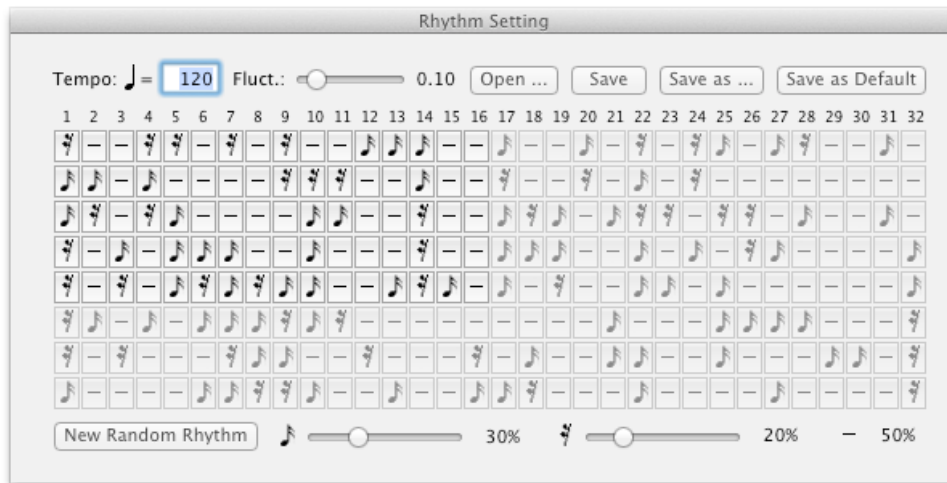 Rhythm Setting
Tempo: ♩= 120 Fluct.: 0.10 Open ... Save Save as ... Save as Default
1 2 3 4 5 6 7 8 9 10 11 12 13 14 15 16 17 18 19 20 21 22 23 24 25 26 27 28 29 30 31 32
New Random Rhythm 30% 20% — 50%